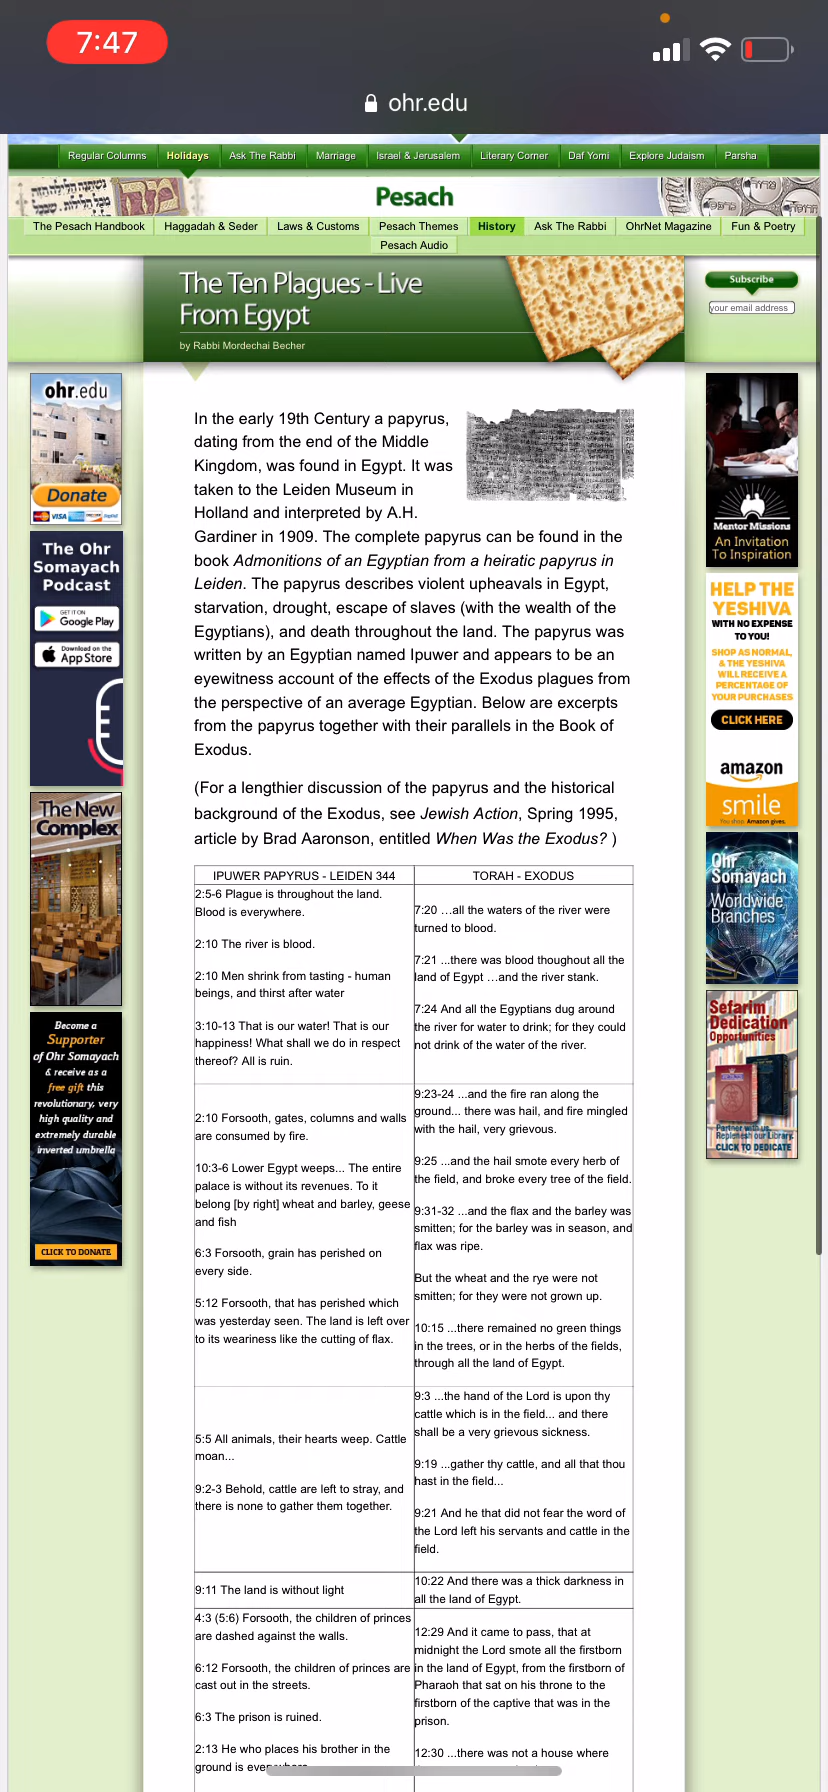 7:47
ohr.edu
Regular Columns Holidays Ask The Rabbi Marriage Israel & Jerusalem Literary Corner Daf Yomi Explore Judaism Parsha
Pesach
The Pesach Handbook Haggadah & Seder Laws & Customs Pesach Themes History Ask The Rabbi OhrNet Magazine Fun & Poetry
Pesach Audio
The Ten Plagues - Live
From Egypt
by Rabbi Mordechai Becher
Subscribe
your email address
ohr.edu
Donate
VISA
The Ohr
Somayach
Podcast
GET IT ON
Google Play
Download on the
App Store
The New
Complex
Become a
Supporter
of Ohr Somayach
& receive as a
free gift this
revolutionary, very
high quality and
extremely durable
inverted umbrella
CLICK TO DONATE
In the early 19th Century a papyrus,
dating from the end of the Middle
Kingdom, was found in Egypt. It was
taken to the Leiden Museum in
Holland and interpreted by A.H.
Gardiner in 1909. The complete papyrus can be found in the
book Admonitions of an Egyptian from a heiratic papyrus in
Leiden. The papyrus describes violent upheavals in Egypt,
starvation, drought, escape of slaves (with the wealth of the
Egyptians), and death throughout the land. The papyrus was
written by an Egyptian named Ipuwer and appears to be an
eyewitness account of the effects of the Exodus plagues from
the perspective of an average Egyptian. Below are excerpts
from the papyrus together with their parallels in the Book of
Exodus.
(For a lengthier discussion of the papyrus and the historical
background of the Exodus, see Jewish Action, Spring 1995,
article by Brad Aaronson, entitled When Was the Exodus? )
IPUWER PAPYRUS - LEIDEN 344
TORAH - EXODUS
2:5-6 Plague is throughout the land.
Blood is everywhere.
2:10 The river is blood.
2:10 Men shrink from tasting - human
beings, and thirst after water
3:10-13 That is our water! That is our
happiness! What shall we do in respect
thereof? All is ruin.
7:20 …all the waters of the river were
turned to blood.
7:21 ...there was blood thoughout all the
land of Egypt …and the river stank.
7:24 And all the Egyptians dug around
the river for water to drink; for they could
not drink of the water of the river.
2:10 Forsooth, gates, columns and walls
are consumed by fire.
10:3-6 Lower Egypt weeps... The entire
palace is without its revenues. To it
belong [by right] wheat and barley, geese
and fish
6:3 Forsooth, grain has perished on
every side.
5:12 Forsooth, that has perished which
was yesterday seen. The land is left over
to its weariness like the cutting of flax.
9:23-24 ...and the fire ran along the
ground... there was hail, and fire mingled
with the hail, very grievous.
9:25 ...and the hail smote every herb of
the field, and broke every tree of the field.
9:31-32 ...and the flax and the barley was
smitten; for the barley was in season, and
flax was ripe.
But the wheat and the rye were not
smitten; for they were not grown up.
10:15 ...there remained no green things
in the trees, or in the herbs of the fields,
through all the land of Egypt.
5:5 All animals, their hearts weep. Cattle
moan...
9:2-3 Behold, cattle are left to stray, and
there is none to gather them together.
9:3 ...the hand of the Lord is upon thy
cattle which is in the field... and there
shall be a very grievous sickness.
9:19 ...gather thy cattle, and all that thou
hast in the field...
9:21 And he that did not fear the word of
the Lord left his servants and cattle in the
field.
9:11 The land is without light
10:22 And there was a thick darkness in
all the land of Egypt.
4:3 (5:6) Forsooth, the children of princes
are dashed against the walls.
6:12 Forsooth, the children of princes are
cast out in the streets.
6:3 The prison is ruined.
2:13 He who places his brother in the
ground is everywhere
12:29 And it came to pass, that at
midnight the Lord smote all the firstborn
in the land of Egypt, from the firstborn of
Pharaoh that sat on his throne to the
firstborn of the captive that was in the
prison.
12:30 ...there was not a house where
Mentor Missions
An Invitation
To Inspiration
HELP THE
YESHIVA
WITH NO EXPENSE
TO YOU!
SHOP AS NORMAL,
& THE YESHIVA
WILL RECEIVE A
PERCENTAGE OF
YOUR PURCHASES
CLICK HERE
amazon
smile
You shop. Amazon gives.
Ohr
Somayach
Worldwide
Branches
Sefarim
Dedication
Opportunities
Partner with us.
Replenish our Library.
CLICK TO DEDICATE